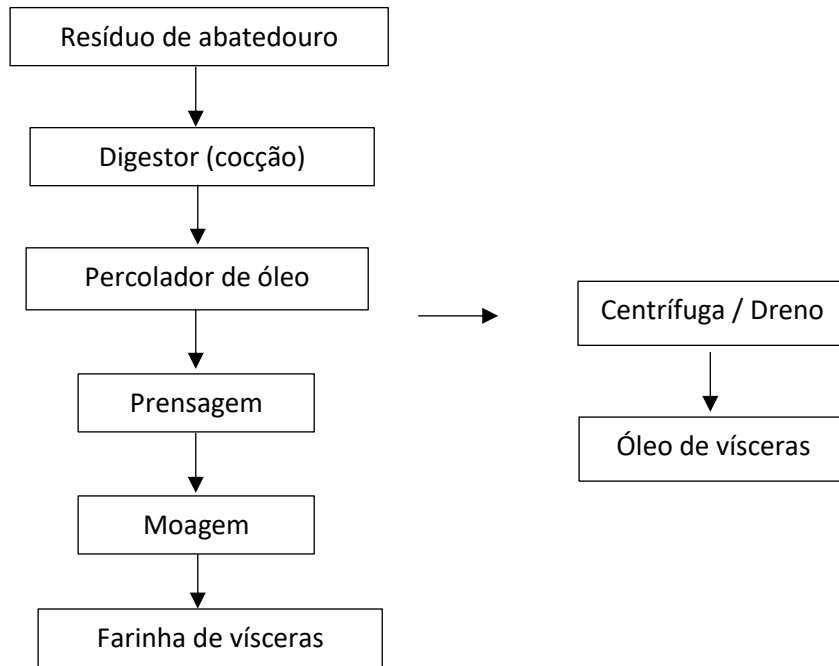 Resíduo de abatedouro
Digestor (cocção)
Percolador de óleo
Prensagem
Moagem
Farinha de vísceras
Centrífuga / Dreno
Óleo de vísceras